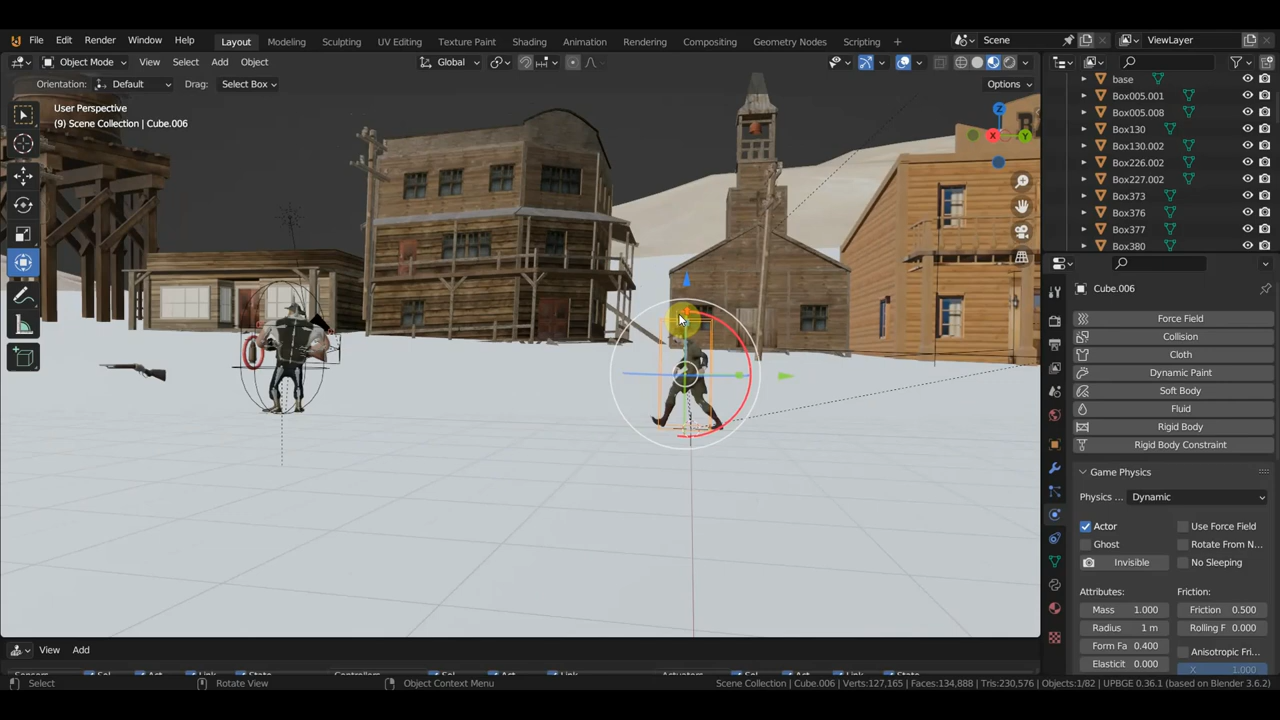 File Edit Render Window Help Layout Modeling Sculpting UV Editing Texture Paint Shading Animation Rendering Compositing Geometry Nodes Scripting + Scene ViewLayer
Object Mode View Select Add Object Global
Orientation: Default Drag: Select Box Options
User Perspective
(9) Scene Collection | Cube.006
Z
X
Y
base
Box005.001
Box005.008
Box130
Box130.002
Box226.002
Box227.002
Box373
Box376
Box377
Box380
Cube.006
Force Field
Collision
Cloth
Dynamic Paint
Soft Body
Fluid
Rigid Body
Rigid Body Constraint
Game Physics
Physics ... Dynamic
Actor Use Force Field
Ghost Rotate From N...
Invisible No Sleeping
Attributes: Friction:
Mass 1.000 Friction 0.500
Radius 1 m Rolling F 0.000
Form Fa 0.400 Anisotropic Fri...
Elasticit 0.000 X 1.000
View Add
Select Rotate View Object Context Menu Scene Collection | Cube.006 | Verts:127,165 | Faces:134,888 | Tris:230,576 | Objects:1/82 | UPBGE 0.36.1 (based on Blender 3.6.2)